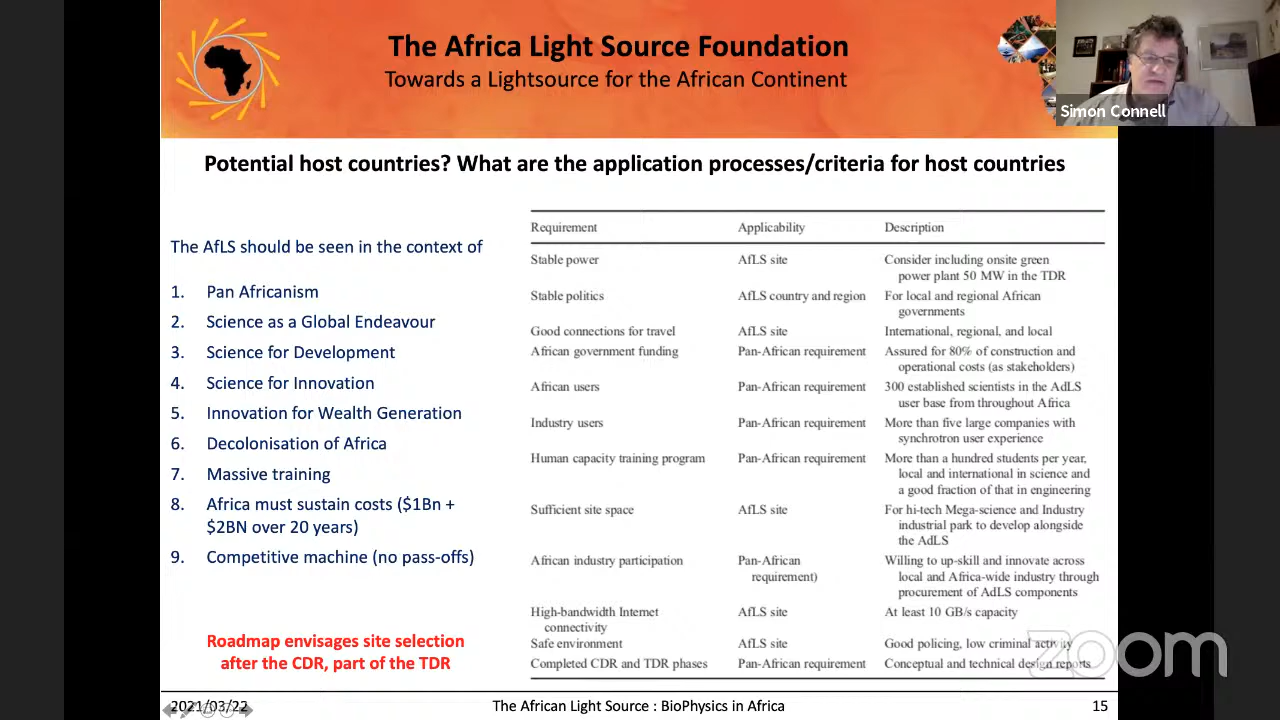 The Africa Light Source Foundation
Towards a Lightsource for the African Continent
Simon Connell
Potential host countries? What are the application processes/criteria for host countries
The AfLS should be seen in the context of
1. Pan Africanism
2. Science as a Global Endeavour
3. Science for Development
4. Science for Innovation
5. Innovation for Wealth Generation
6. Decolonisation of Africa
7. Massive training
8. Africa must sustain costs ($1Bn +
$2BN over 20 years)
9. Competitive machine (no pass-offs)
Roadmap envisages site selection
after the CDR, part of the TDR
Requirement Applicability Description
Stable power AfLS site Consider including onsite green
power plant 50 MW in the TDR
Stable politics AfLS country and region For local and regional African
governments
Good connections for travel AfLS site International, regional, and local
African government funding Pan-African requirement Assured for 80% of construction and
operational costs (as stakeholders)
African users Pan-African requirement 300 established scientists in the AdLS
user base from throughout Africa
Industry users Pan-African requirement More than five large companies with
synchrotron user experience
Human capacity training program Pan-African requirement More than a hundred students per year,
local and international in science and
a good fraction of that in engineering
Sufficient site space AfLS site For hi-tech Mega-science and Industry
industrial park to develop alongside
the AdLS
African industry participation Pan-African Willing to up-skill and innovate across
requirement) local and Africa-wide industry through
procurement of AdLS components
High-bandwidth Internet AfLS site At least 10 GB/s capacity
connectivity
Safe environment AfLS site Good policing, low criminal activity
Completed CDR and TDR phases Pan-African requirement Conceptual and technical design reports
zoom
2021/03/22 The African Light Source : BioPhysics in Africa 15